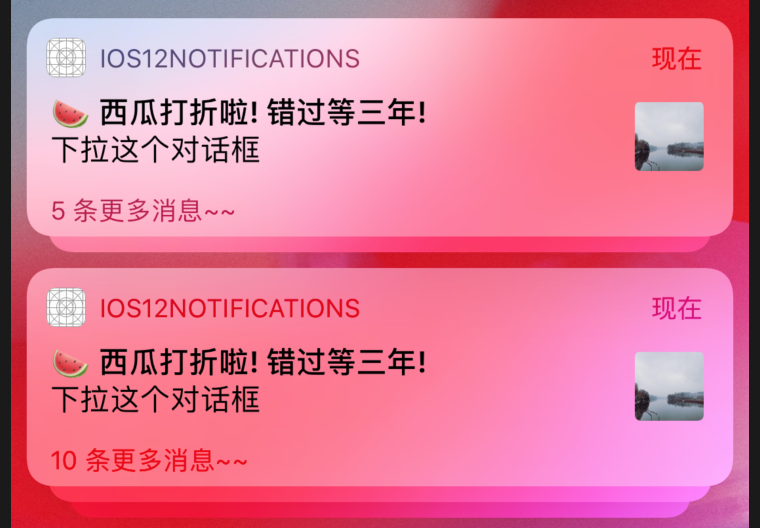 IOS12NOTIFICATIONS 现在
🍉 西瓜打折啦! 错过等三年!
下拉这个对话框
5 条更多消息~~
IOS12NOTIFICATIONS 现在
🍉 西瓜打折啦! 错过等三年!
下拉这个对话框
10 条更多消息~~